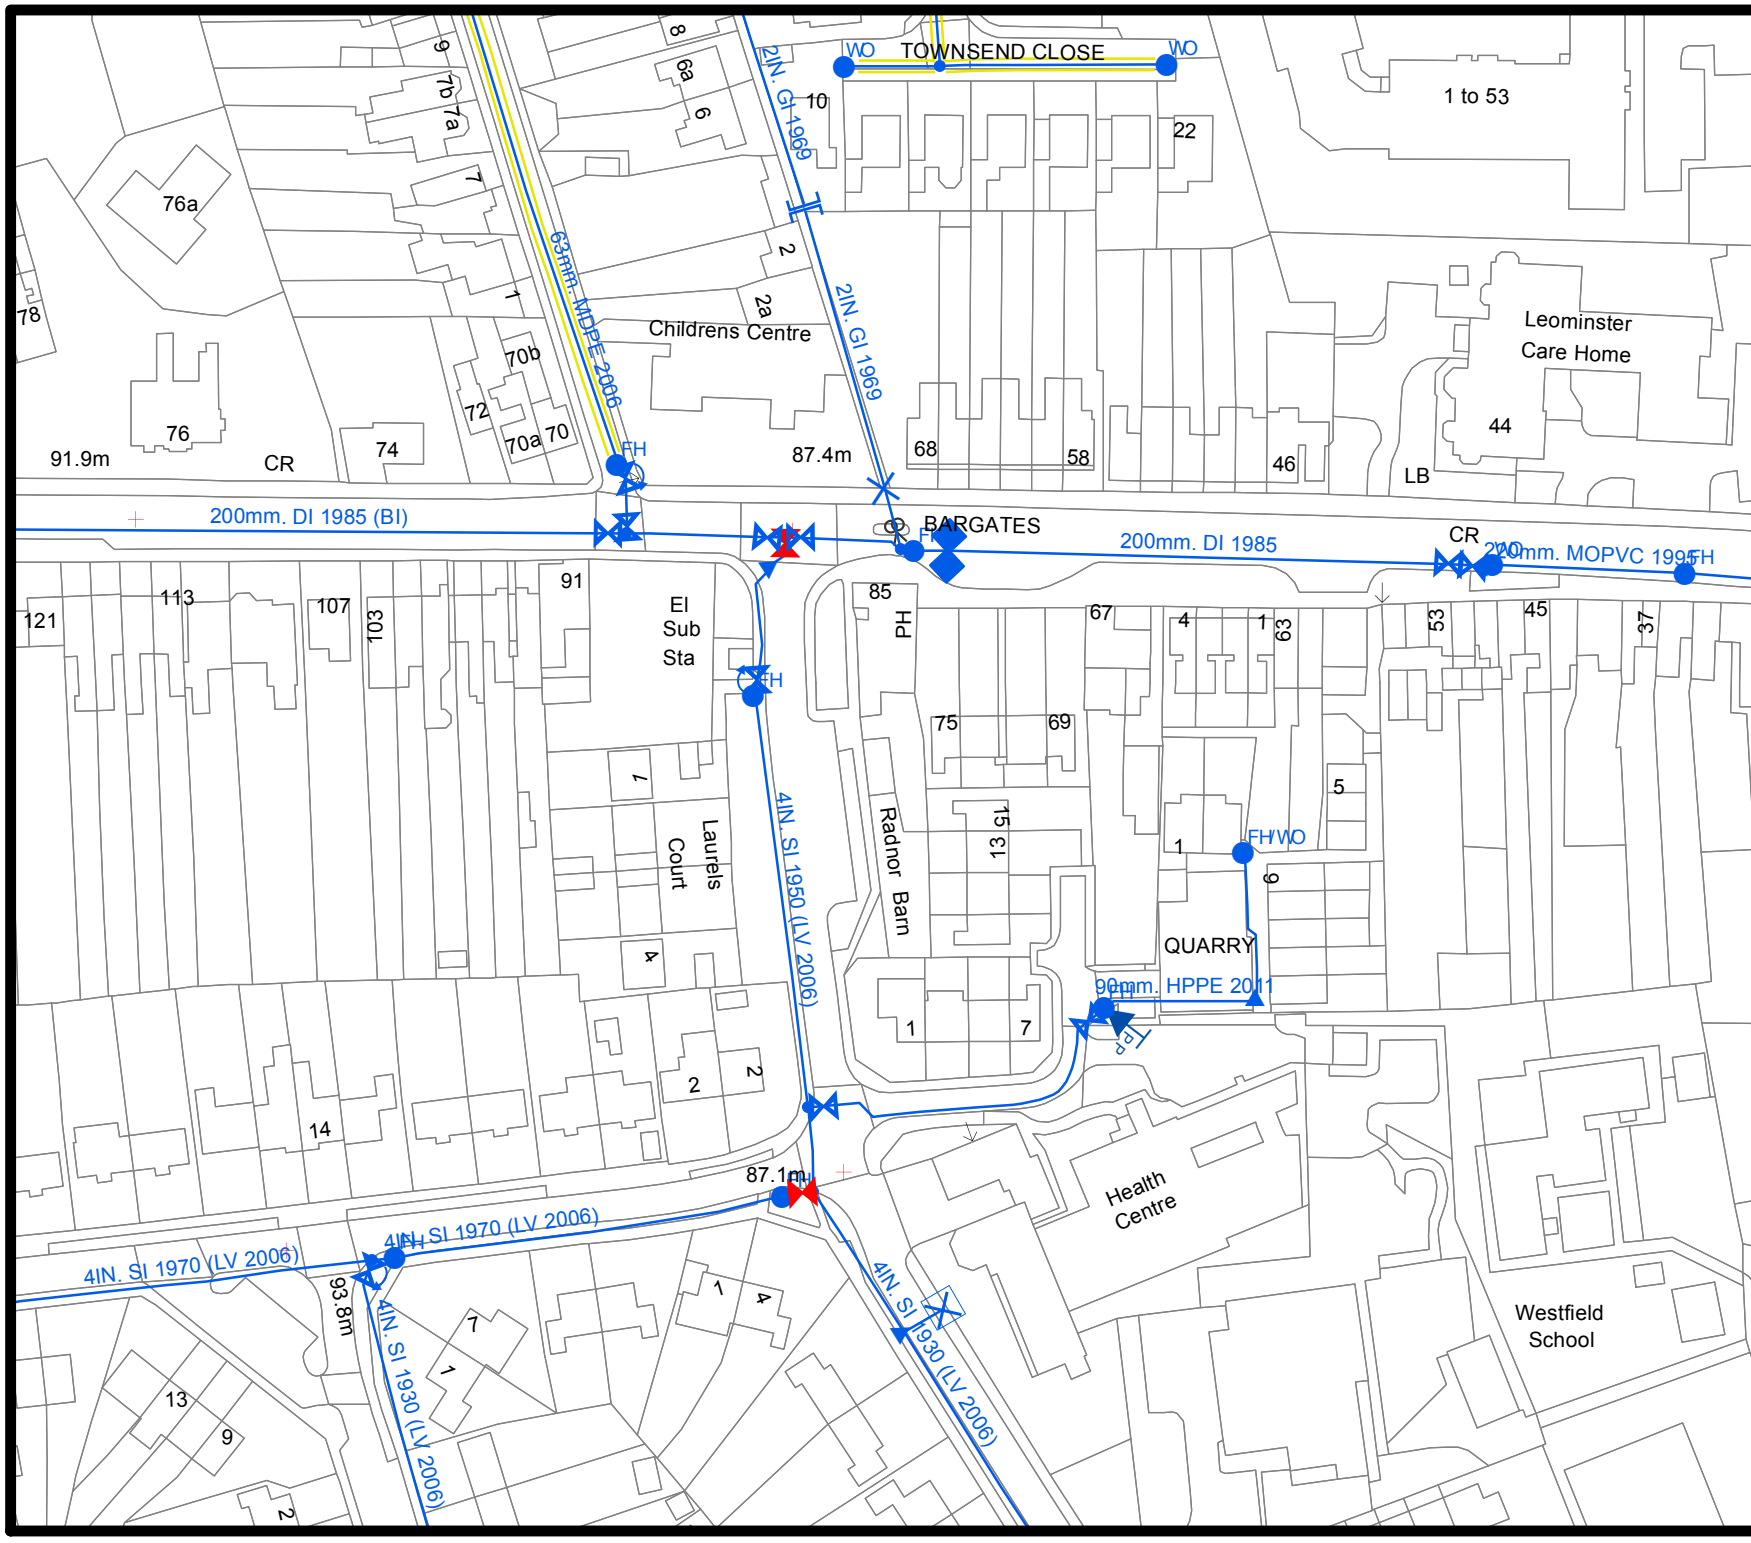 9
8
2IN. GI 1969
WO
TOWNSEND CLOSE
WO
6a
7b
7a
6
10
1 to 53
22
7
76a
63mm. MDPE 2006
2
2a
2IN. GI 1969
1
78
Childrens Centre
Leominster
Care Home
70b
72
70a
70
76
74
91.9m
CR
FH
87.4m
68
58
46
44
LB
200mm. DI 1985 (BI)
BARGATES
200mm. DI 1985
CR
WO
220mm. MOPVC 1995
FH
121
113
107
103
91
El
Sub
Sta
85
PH
67
4
1
63
53
45
37
FH
75
69
1
5
Laurels
Court
4IN. SI 1950 (LV 2006)
Radnor Barn
15
13
1
FH/WO
6
4
QUARRY
90mm. HPPE 2011
FH
PP
1
7
2
2
14
87.1m
Health
Centre
4IN. SI 1970 (LV 2006)
4IN. SI 1970 (LV 2006)
FH
93.8m
4IN. SI 1930 (LV 2006)
7
1
1
4
4IN. SI 1930 (LV 2006)
Westfield
School
13
9
2